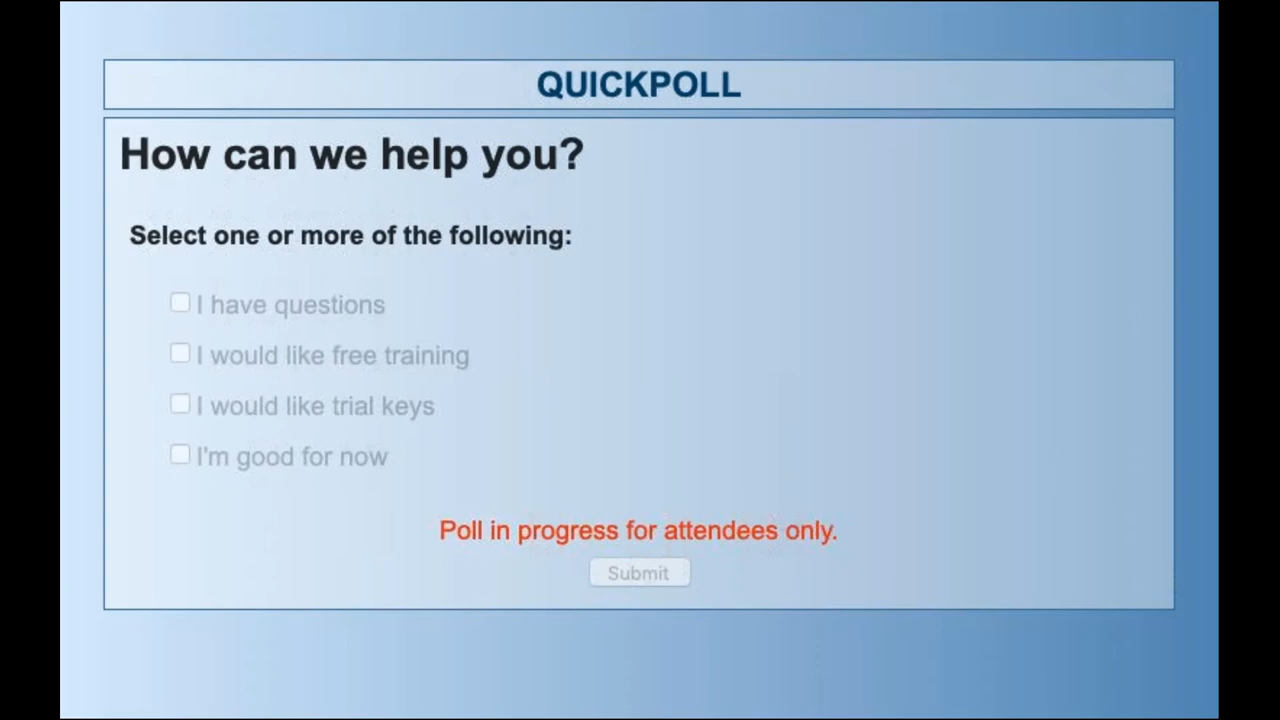 QUICKPOLL
How can we help you?
Select one or more of the following:
I have questions
I would like free training
I would like trial keys
I'm good for now
Poll in progress for attendees only.
Submit